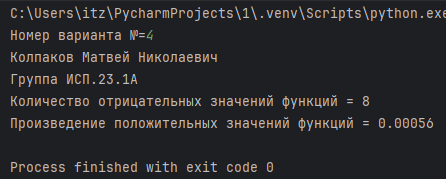 C:\Users\itz\PycharmProjects\1\.venv\Scripts\python.exe
Номер варианта №=4
Колпаков Матвей Николаевич
Группа ИСП.23.1А
Количество отрицательных значений функций = 8
Произведение положительных значений функций = 0.00056
Process finished with exit code 0